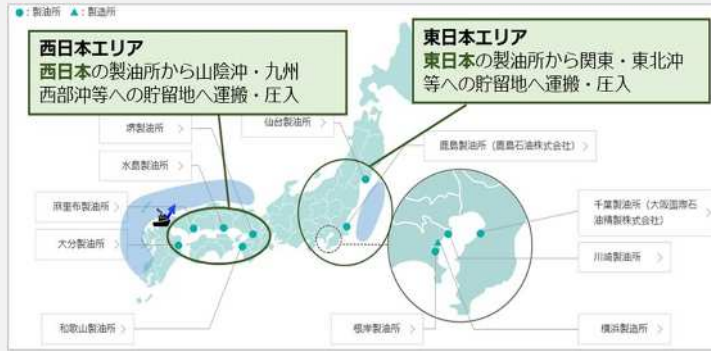 ●：製油所 ▲：製造所
西日本エリア
西日本の製油所から山陰沖・九州
西部沖等への貯留地へ運搬・圧入
東日本エリア
東日本の製油所から関東・東北沖
等への貯留地へ運搬・圧入
堺製油所 >
仙台製油所 >
鹿島製油所（鹿島石油株式会社） >
水島製油所 >
麻里布製油所 >
大分製油所 >
千葉製油所（大阪国際石
油精製株式会社） >
川崎製油所 >
和歌山製油所 >
根岸製油所 >
横浜製造所 >